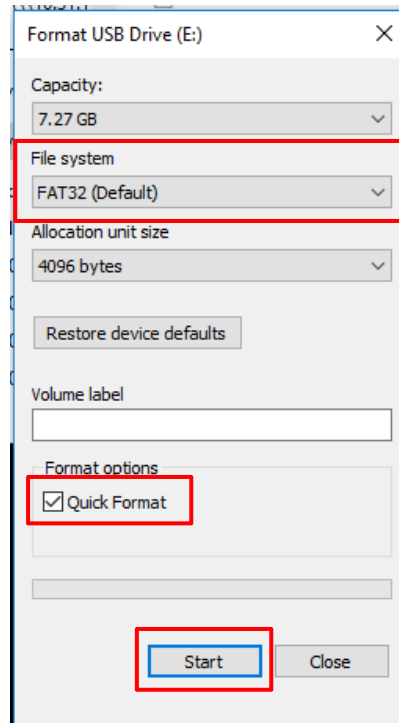 Format USB Drive (E:)
Capacity:
7.27 GB
File system
FAT32 (Default)
Allocation unit size
4096 bytes
Restore device defaults
Volume label
Format options
Quick Format
Start Close